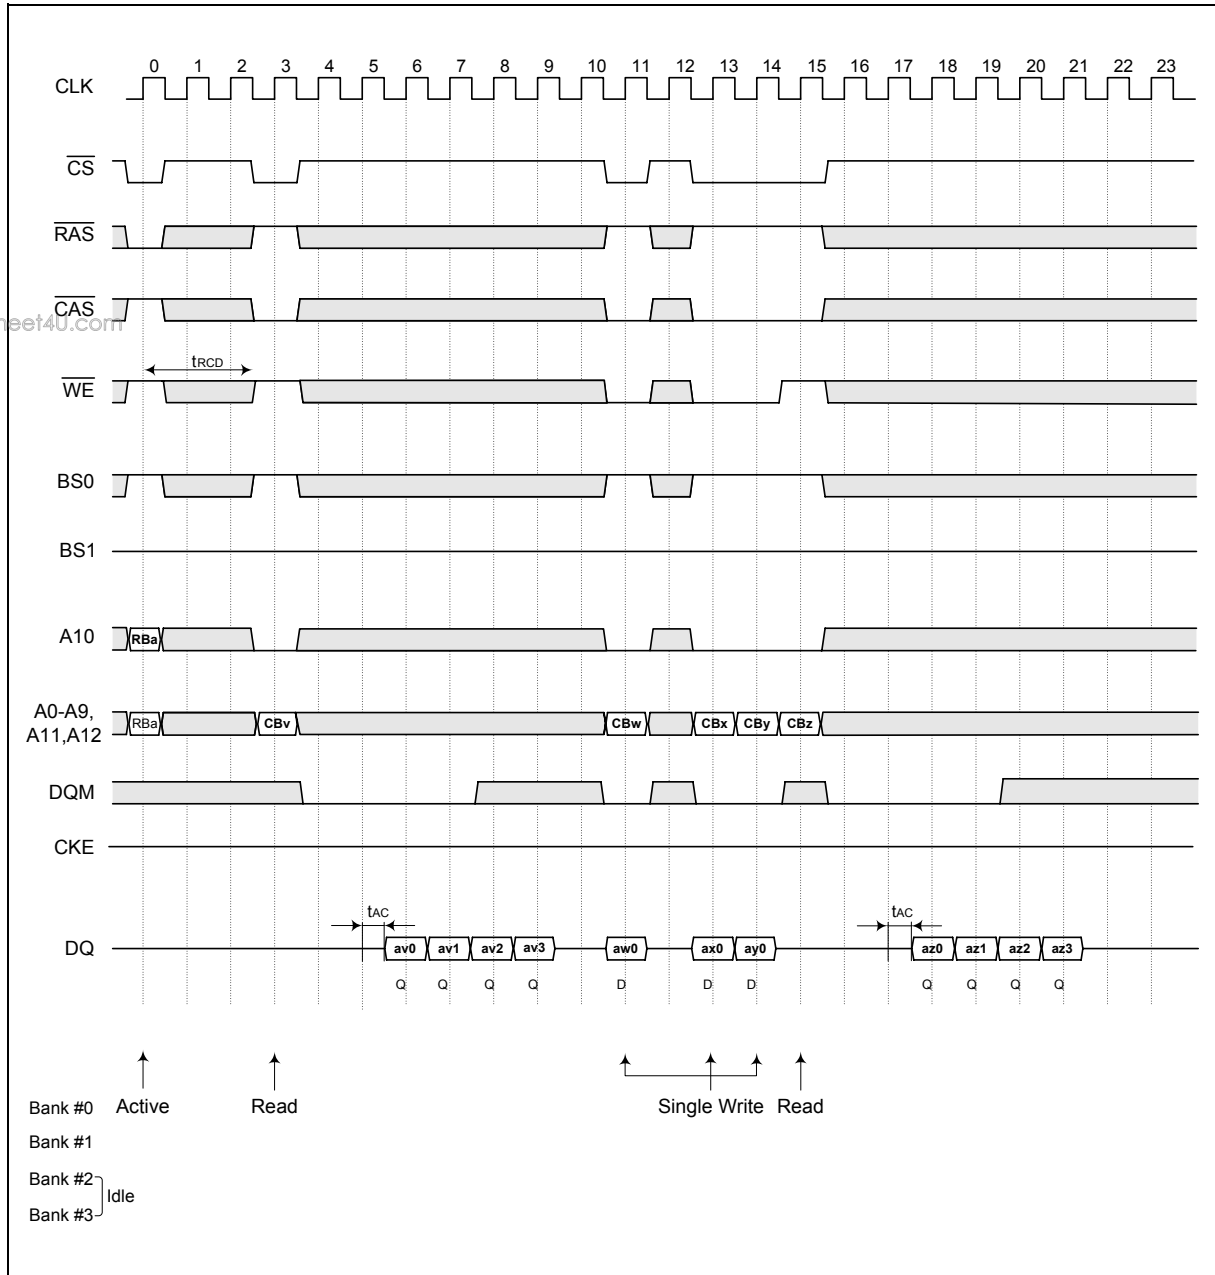 0 1 2 3 4 5 6 7 8 9 10 11 12 13 14 15 16 17 18 19 20 21 22 23
CLK
CS
RAS
CAS
heet4U.com
tRCD
WE
BS0
BS1
A10 RBa
A0-A9,
A11,A12
RBa CBv CBw CBx CBy CBz
DQM
CKE
tAC tAC
DQ av0 av1 av2 av3 aw0 ax0 ay0 az0 az1 az2 az3
Q Q Q Q D D D Q Q Q Q
Bank #0 Active Read Single Write Read
Bank #1
Bank #2
Idle
Bank #3